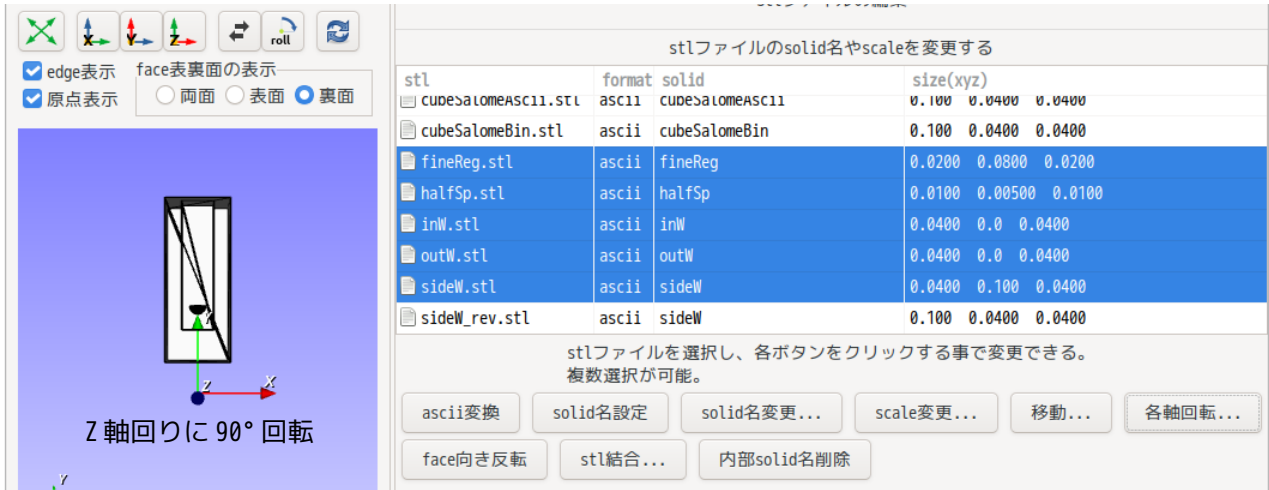 stlファイルの編集
X Y Z roll
stlファイルのsolid名やscaleを変更する
edge表示 face表裏面の表示
原点表示 両面 表面 裏面
stl format solid size(xyz)
cubeSalomeAscii.stl ascii cubeSalomeAscii 0.100 0.0400 0.0400
cubeSalomeBin.stl ascii cubeSalomeBin 0.100 0.0400 0.0400
fineReg.stl ascii fineReg 0.0200 0.0800 0.0200
halfSp.stl ascii halfSp 0.0100 0.00500 0.0100
inW.stl ascii inW 0.0400 0.0 0.0400
outW.stl ascii outW 0.0400 0.0 0.0400
sideW.stl ascii sideW 0.0400 0.100 0.0400
sideW_rev.stl ascii sideW 0.100 0.0400 0.0400
Y
Z X
Z軸回りに90°回転
Y
stlファイルを選択し、各ボタンをクリックする事で変更できる。
複数選択が可能。
ascii変換 solid名設定 solid名変更... scale変更... 移動... 各軸回転...
face向き反転 stl結合... 内部solid名削除